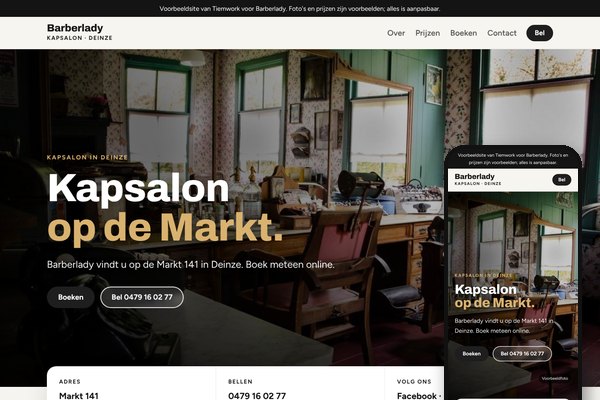 Voorbeeldsite van Tiemwork voor Barberlady. Foto's en prijzen zijn voorbeelden; alles is aanpasbaar.
Barberlady
KAPSALON · DEINZE
Over Prijzen Boeken Contact Bel
KAPSALON IN DEINZE
Kapsalon
op de Markt.
Barberlady vindt u op de Markt 141 in Deinze. Boek meteen online.
Boeken Bel 0479 16 02 77
ADRES
Markt 141
BELLEN
0479 16 02 77
VOLG ONS
Facebook ·
Voorbeeldsite van Tiemwork voor Barberlady. Foto's en
prijzen zijn voorbeelden; alles is aanpasbaar.
Barberlady
KAPSALON · DEINZE
Bel
KAPSALON IN DEINZE
Kapsalon
op de Markt.
Barberlady vindt u op de Markt 141 in
Deinze. Boek meteen online.
Boeken Bel 0479 16 02 77
Voorbeeldfoto